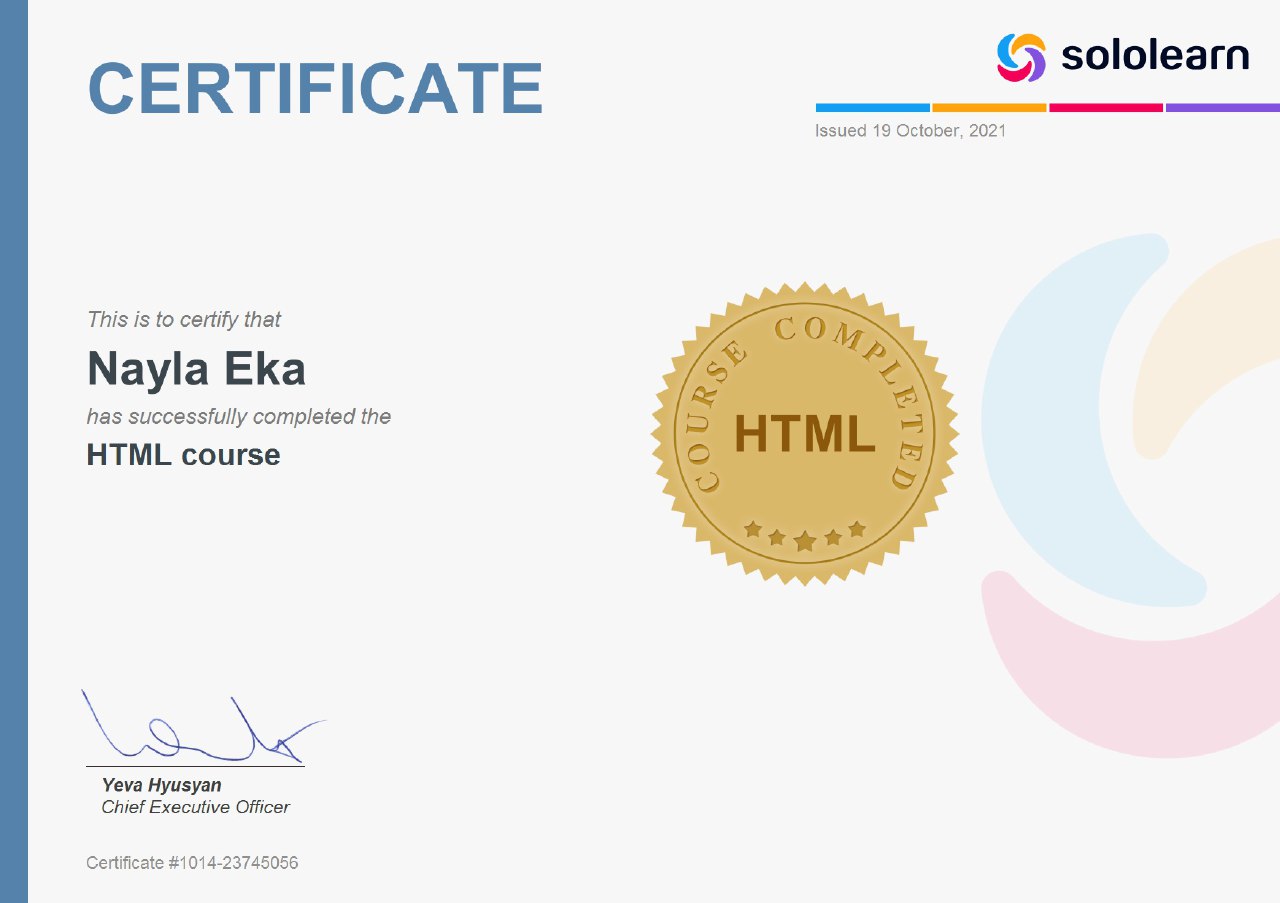 CERTIFICATE
sololearn
Issued 19 October, 2021
This is to certify that
Nayla Eka
has successfully completed the
HTML course
COURSE COMPLETED
HTML
Yeva Hyusyan
Chief Executive Officer
Certificate #1014-23745056